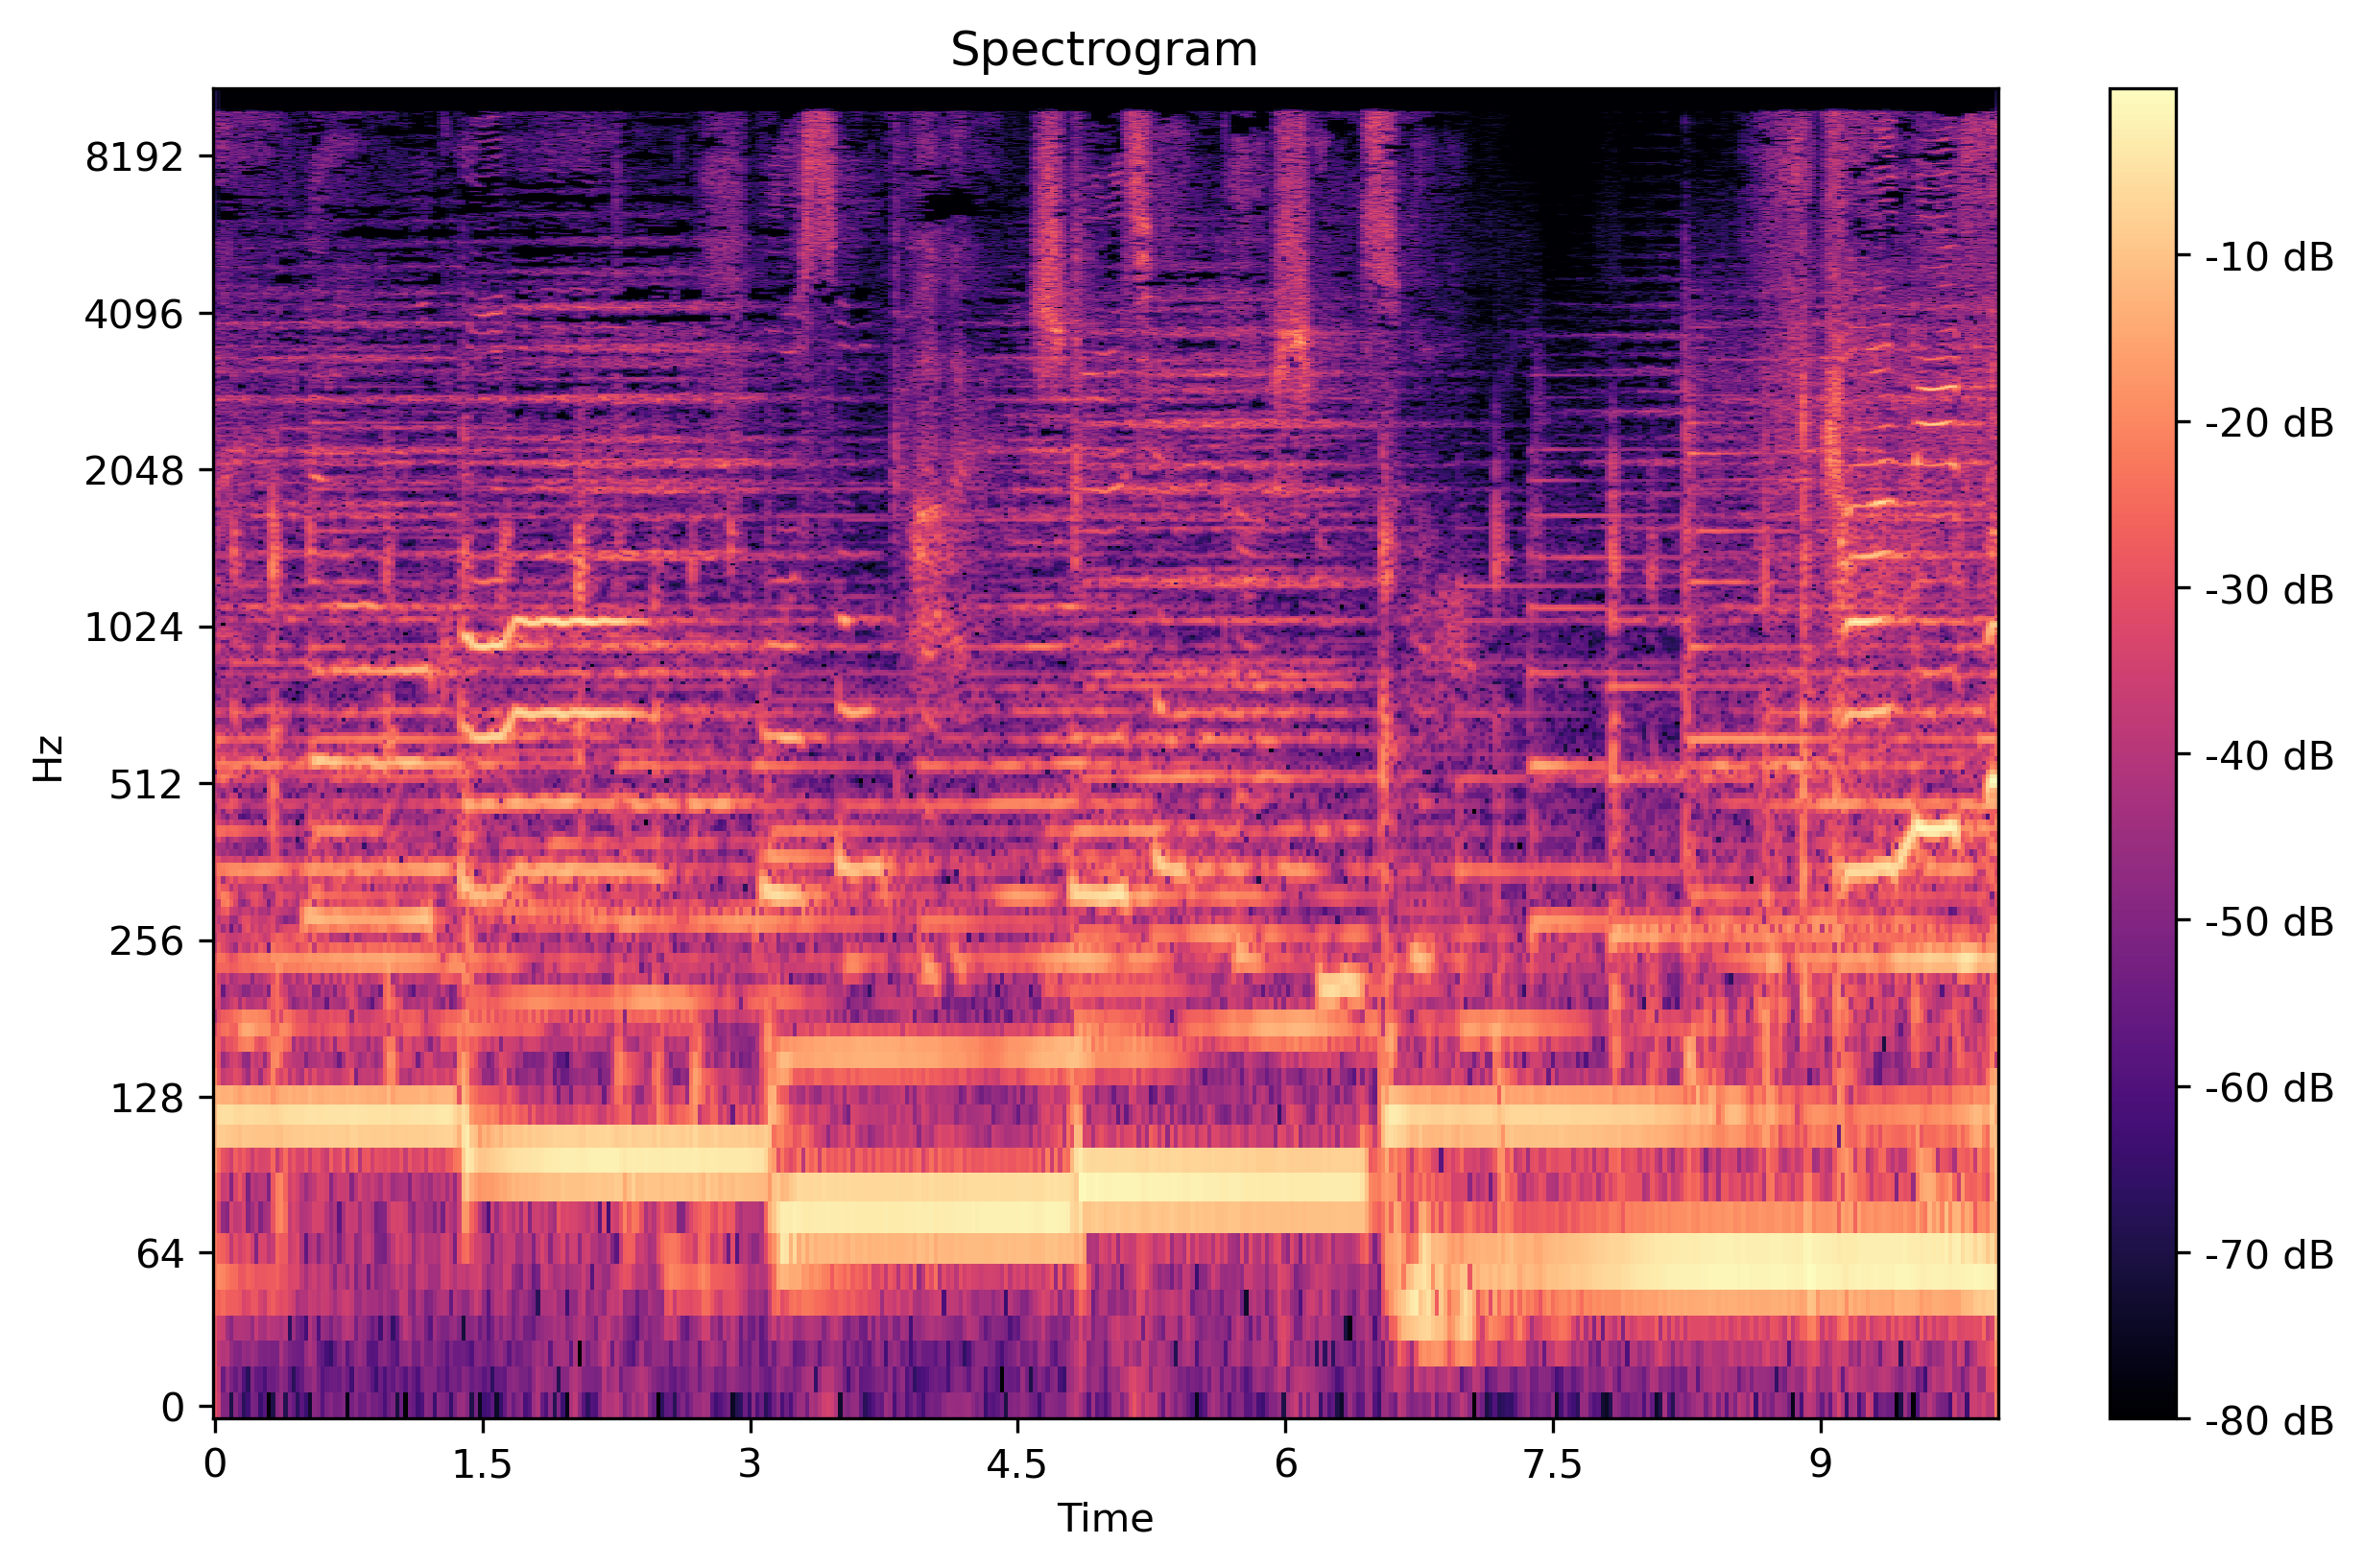 Spectrogram
Hz
8192
4096
2048
1024
512
256
128
64
0
0 1.5 3 4.5 6 7.5 9
Time
-10 dB
-20 dB
-30 dB
-40 dB
-50 dB
-60 dB
-70 dB
-80 dB